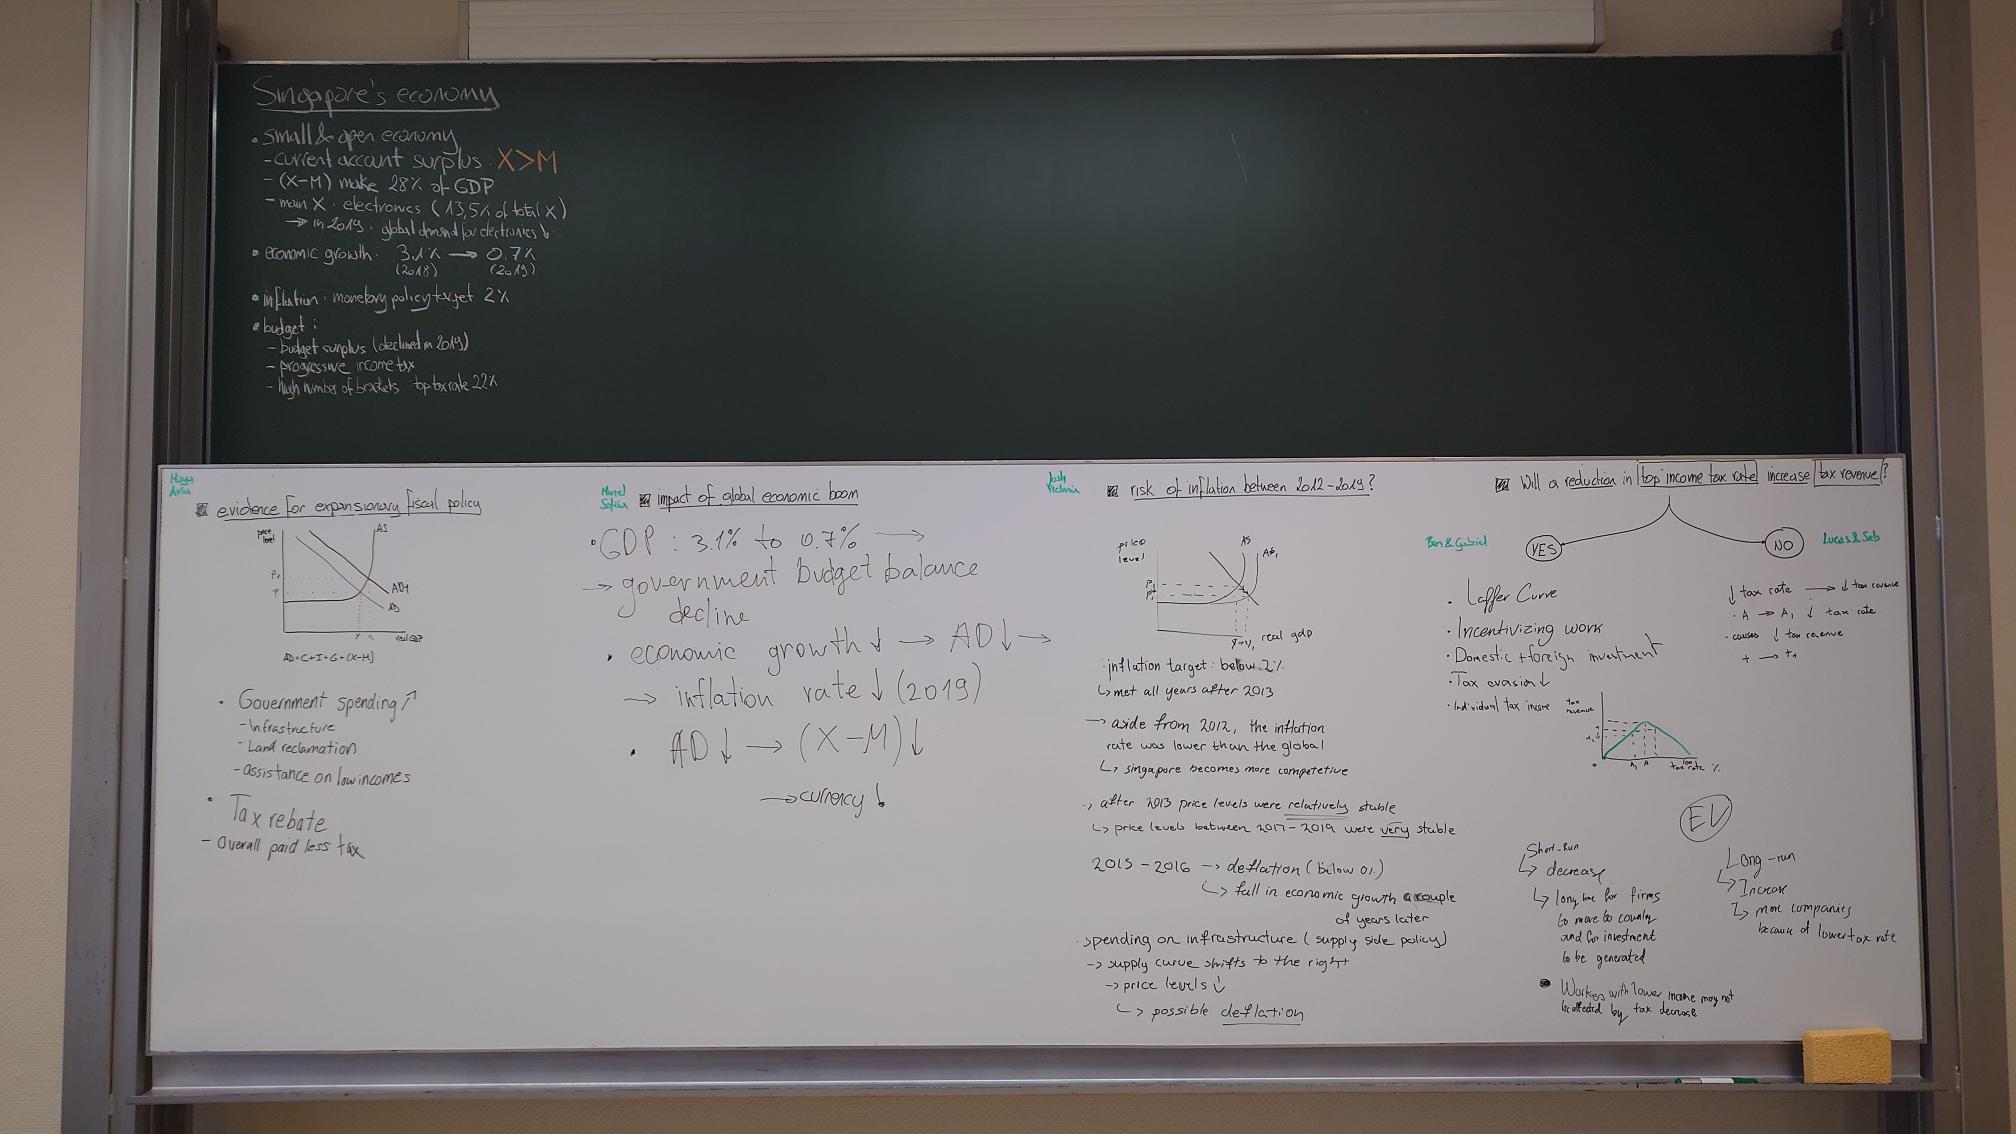 Singapore's economy
• small & open economy
- current account surplus : X>M
- (X-M) make 28% of GDP
- main X : electronics (13,5% of total X)
→ in 2019 : global demand for electronics ↓
• economic growth : 3.1% → 0.7%
(2018) (2019)
• inflation : monetary policy target 2%
• budget :
- budget surplus (declined in 2019)
- progressive income tax
- high number of brackets top tax rate 22%
evidence for expansionary fiscal policy
price level
AS
P1
P
AD1
AD
Y Y1 real GDP
AD=C+I+G+(X-M)
• Government spending ↗
- Infrastructure
- Land reclamation
- assistance on low incomes
• Tax rebate
- Overall paid less tax
Sofiia
impact of global economic boom
• GDP : 3.1% to 0.7% →
→ government budget balance
decline
• economic growth ↓ → AD ↓ →
→ inflation rate ↓ (2019)
• AD ↓ → (X-M) ↓
→ currency ↓
Josh
Victoria
risk of inflation between 2012-2019?
price
level
AS
AS1
P
P1
Y→Y1 real gdp
• inflation target : below 2%
↳ met all years after 2013
→ aside from 2012, the inflation
rate was lower than the global
↳ singapore becomes more competetive
→ after 2013 price levels were relatively stable
↳ price levels between 2017-2019 were very stable
2015 - 2016 → deflation (below 0%)
↳ fall in economic growth a couple
of years later
• spending on infrastructure (supply side policy)
→ supply curve shifts to the right
→ price levels ↓
↳ possible deflation
Will a reduction in top income tax rate increase tax revenue?
Ben & Gabriel
YES
• Laffer Curve
• Incentivizing work
• Domestic + foreign investment
• Tax evasion ↓
• Individual tax income
tax
revenue
0 A1 A 100
tax rate %
NO
Lucas & Seb
↓ tax rate → ↓ tax revenue
• A → A1 ↓ tax rate
• causes ↓ tax revenue
t → t1
EV
Short-Run
↳ decrease
↳ long time for firms
to move to country
and for investment
to be generated
• Workers with lower income may not
be affected by tax decrease
Long-run
↳ Increase
↳ more companies
because of lower tax rate